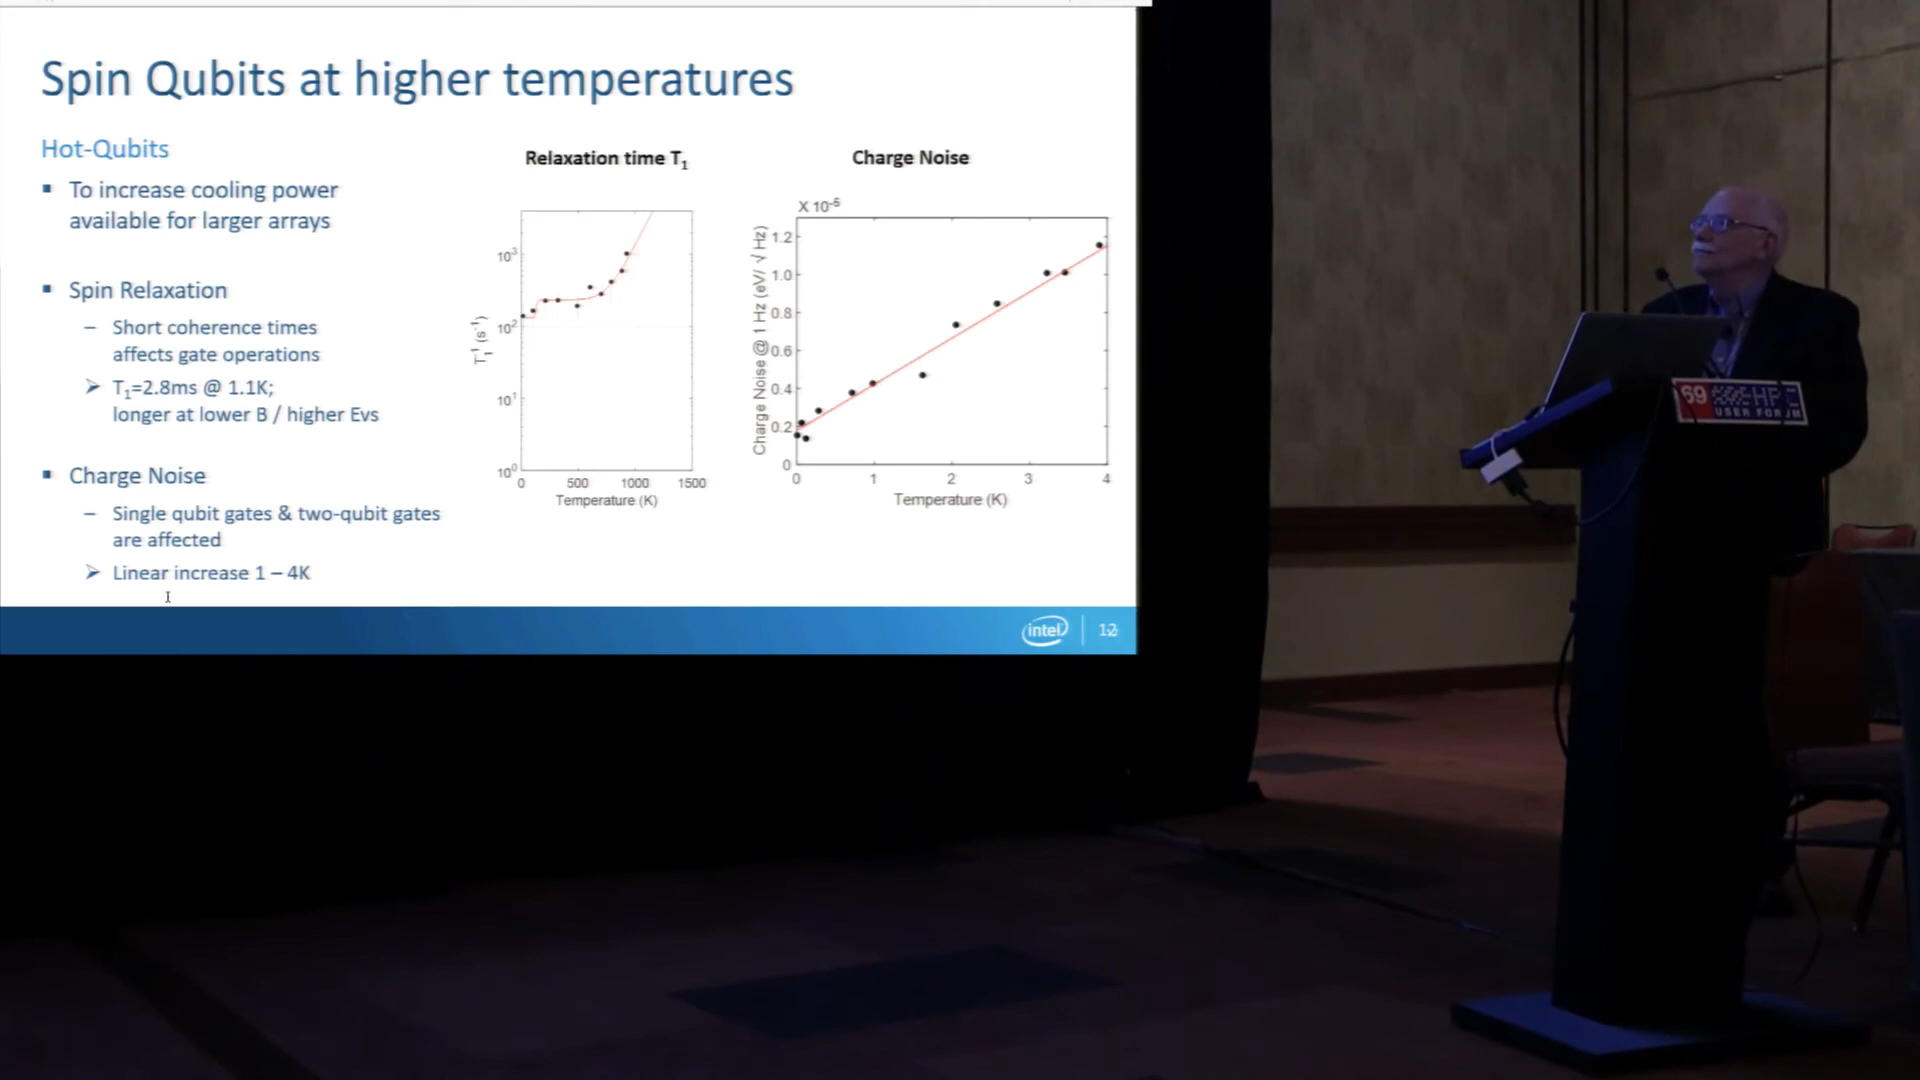 Spin Qubits at higher temperatures
Hot-Qubits
To increase cooling power
available for larger arrays
Spin Relaxation
– Short coherence times
affects gate operations
T₁=2.8ms @ 1.1K;
longer at lower B / higher Evs
Charge Noise
– Single qubit gates & two-qubit gates
are affected
Linear increase 1 – 4K
Relaxation time T₁
10³
10²
10¹
10⁰
T₁⁻¹ (s⁻¹)
0 500 1000 1500
Temperature (K)
Charge Noise
X 10⁻⁵
Charge Noise @ 1 Hz (eV/ √ Hz)
1.2
1.0
0.8
0.6
0.4
0.2
0
0 1 2 3 4
Temperature (K)
intel
69
USER FORUM